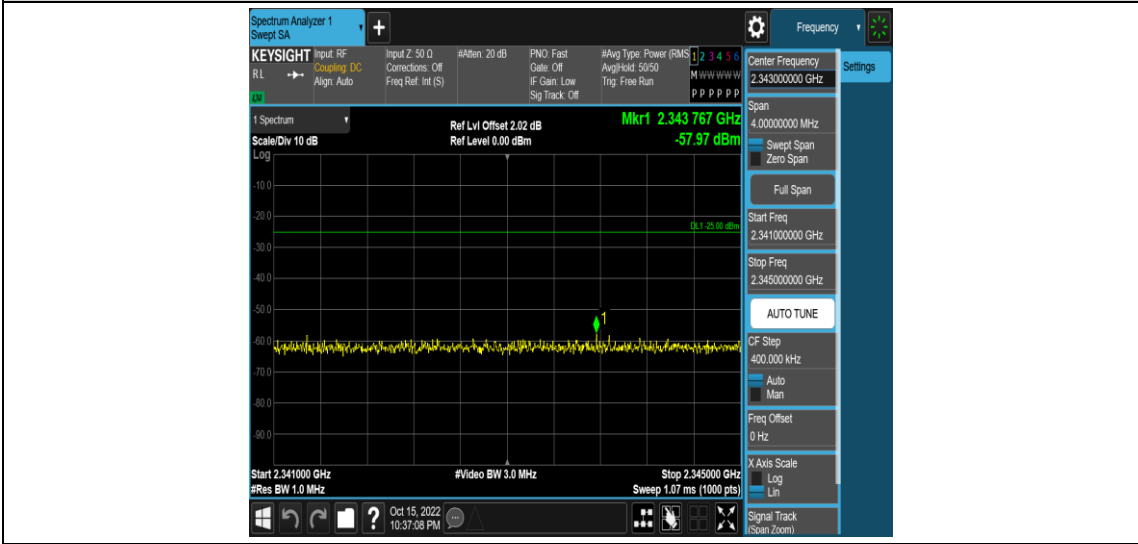 Spectrum Analyzer 1
Swept SA
+
Frequency
KEYSIGHT
RL
Input: RF
Coupling: DC
Align: Auto
Input Z: 50 Ω
Corrections: Off
Freq Ref: Int (S)
#Atten: 20 dB
PNO: Fast
Gate: Off
IF Gain: Low
Sig Track: Off
#Avg Type: Power (RMS
Avg|Hold: 50/50
Trig: Free Run
1 2 3 4 5 6
M W W W W W
P P P P P P
1 Spectrum
Scale/Div 10 dB
Log
Ref Lvl Offset 2.02 dB
Ref Level 0.00 dBm
Mkr1 2.343 767 GHz
-57.97 dBm
-10.0
-20.0
DL1 -25.00 dBm
-30.0
-40.0
-50.0
1
-60.0
-70.0
-80.0
-90.0
Start 2.341000 GHz
#Res BW 1.0 MHz
#Video BW 3.0 MHz
Stop 2.345000 GHz
Sweep 1.07 ms (1000 pts)
?
Oct 15, 2022
10:37:08 PM
Center Frequency
2.343000000 GHz
Settings
Span
4.00000000 MHz
Swept Span
Zero Span
Full Span
Start Freq
2.341000000 GHz
Stop Freq
2.345000000 GHz
AUTO TUNE
CF Step
400.000 kHz
Auto
Man
Freq Offset
0 Hz
X Axis Scale
Log
Lin
Signal Track
(Span Zoom)